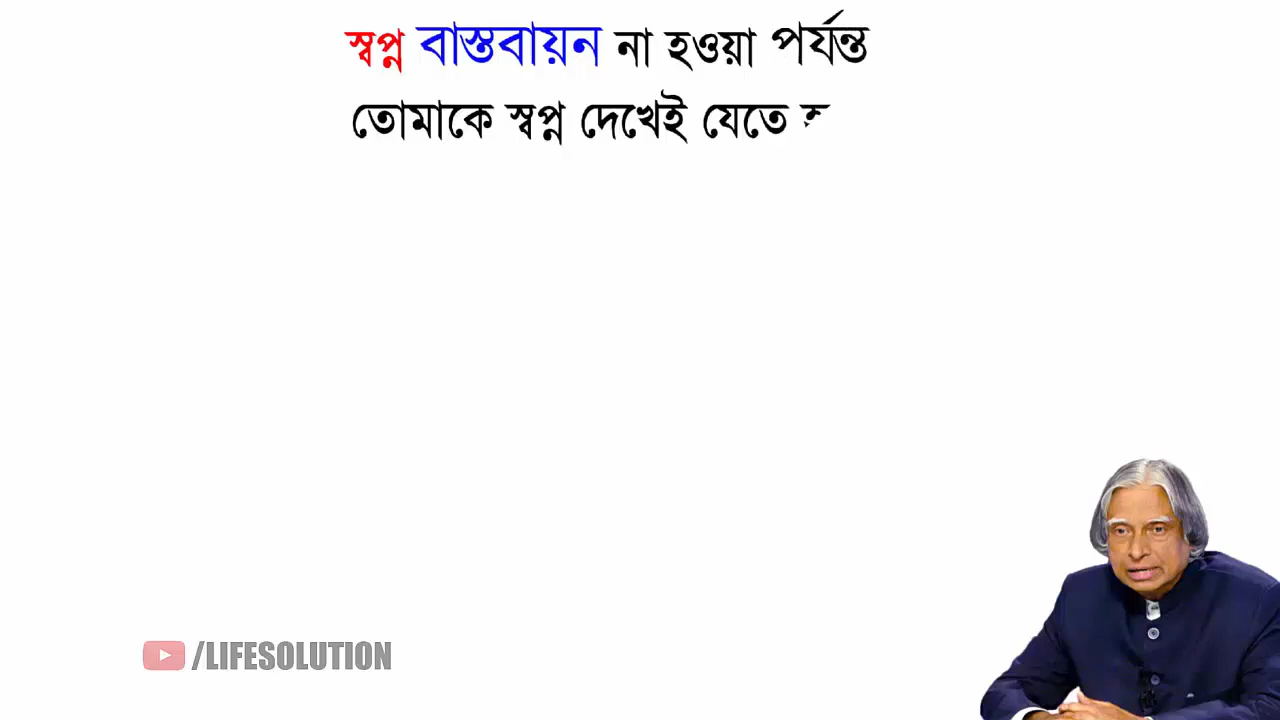 স্বপ্ন বাস্তবায়ন না হওয়া পর্যন্ত
তোমাকে স্বপ্ন দেখেই যেতে
/LIFESOLUTION